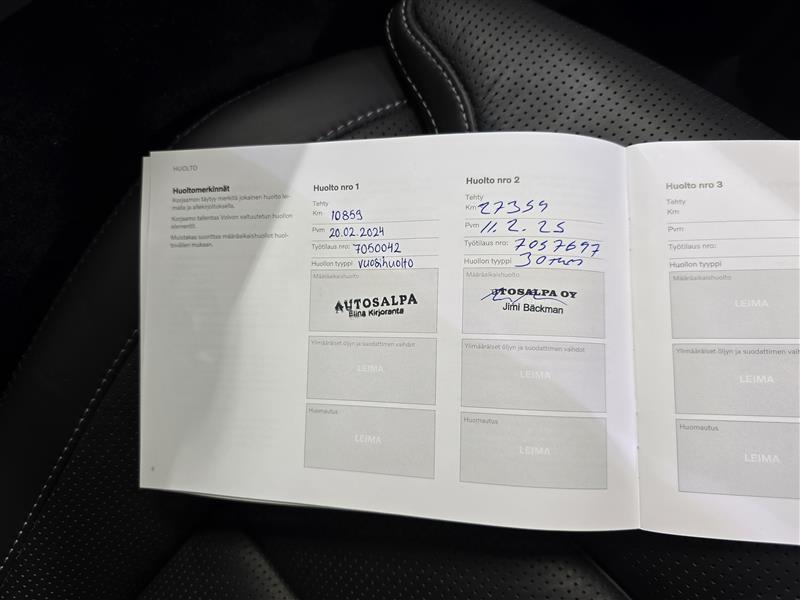 HUOLTO
Huoltomerkinnät
Korjaamon täytyy merkitä jokainen huolto lei-
malla ja allekirjoituksella.
Korjaamo tallentaa Volvon valtuutetun huollon
elementit.
Muistakaa suorittaa määräaikaishuollot huol-
tovälien mukaan.
Huolto nro 1
Tehty
Km 10859
Pvm 20.02.2024
Työtilaus nro: 7050042
Huollon tyyppi vuosihuolto
Määräaikaishuolto
AUTOSALPA
Elina Kirjoranta
Ylimääräiset öljyn ja suodattimen vaihdot
LEIMA
Huomautus
LEIMA
Huolto nro 2
Tehty
Km 27359
Pvm 11.2.25
Työtilaus nro: 7057697
Huollon tyyppi
Määräaikaishuolto
AUTOSALPA OY
Jimi Bäckman
Ylimääräiset öljyn ja suodattimen vaihdot
LEIMA
Huomautus
LEIMA
Huolto nro 3
Tehty
Km
Pvm
Työtilaus nro:
Huollon tyyppi
Määräaikaishuolto
LEIMA
Ylimääräiset öljyn ja suodattimen vaih
LEIMA
Huomautus
LEIMA